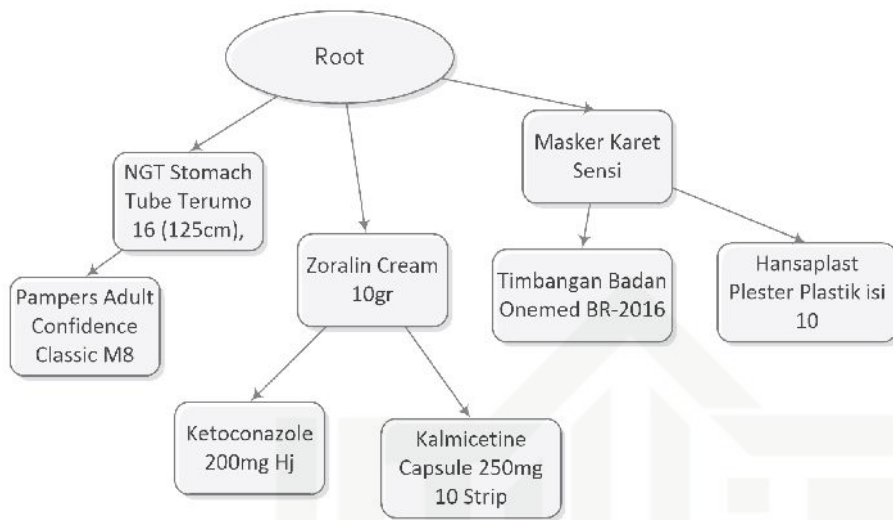 Root
NGT Stomach
Tube Terumo
16 (125cm),
Masker Karet
Sensi
Zoralin Cream
10gr
Pampers Adult
Confidence
Classic M8
Timbangan Badan
Onemed BR-2016
Hansaplast
Plester Plastik isi
10
Ketoconazole
200mg Hj
Kalmicetine
Capsule 250mg
10 Strip